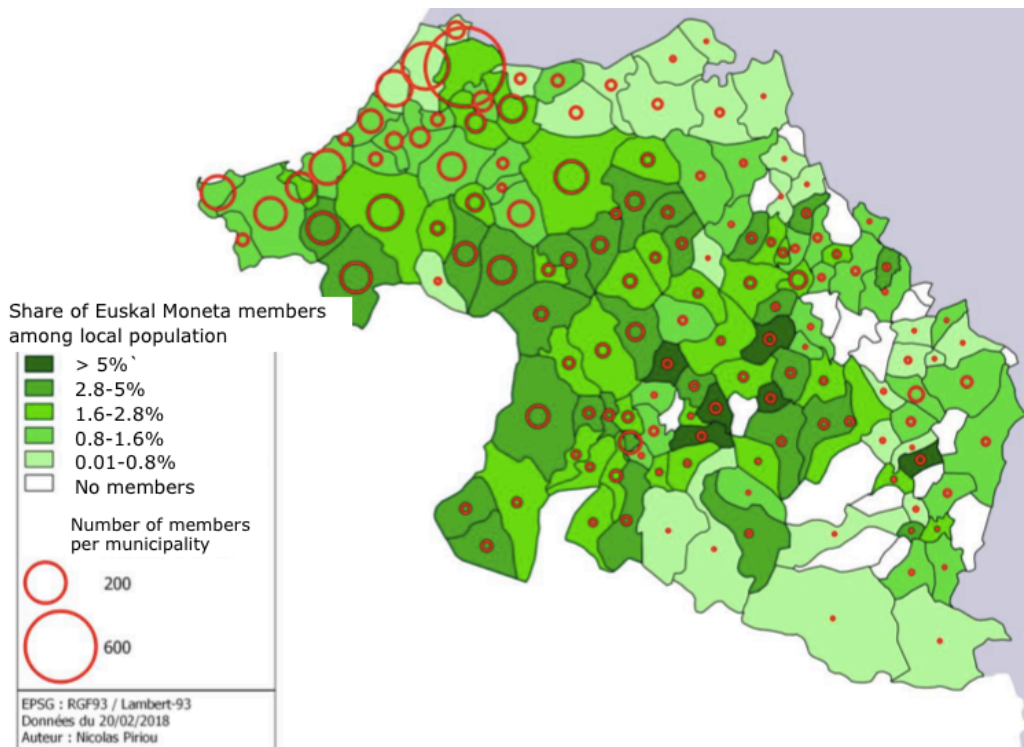 Share of Euskal Moneta members
among local population
> 5%`
2.8-5%
1.6-2.8%
0.8-1.6%
0.01-0.8%
No members
Number of members
per municipality
200
600
EPSG : RGF93 / Lambert-93
Données du 20/02/2018
Auteur : Nicolas Piriou